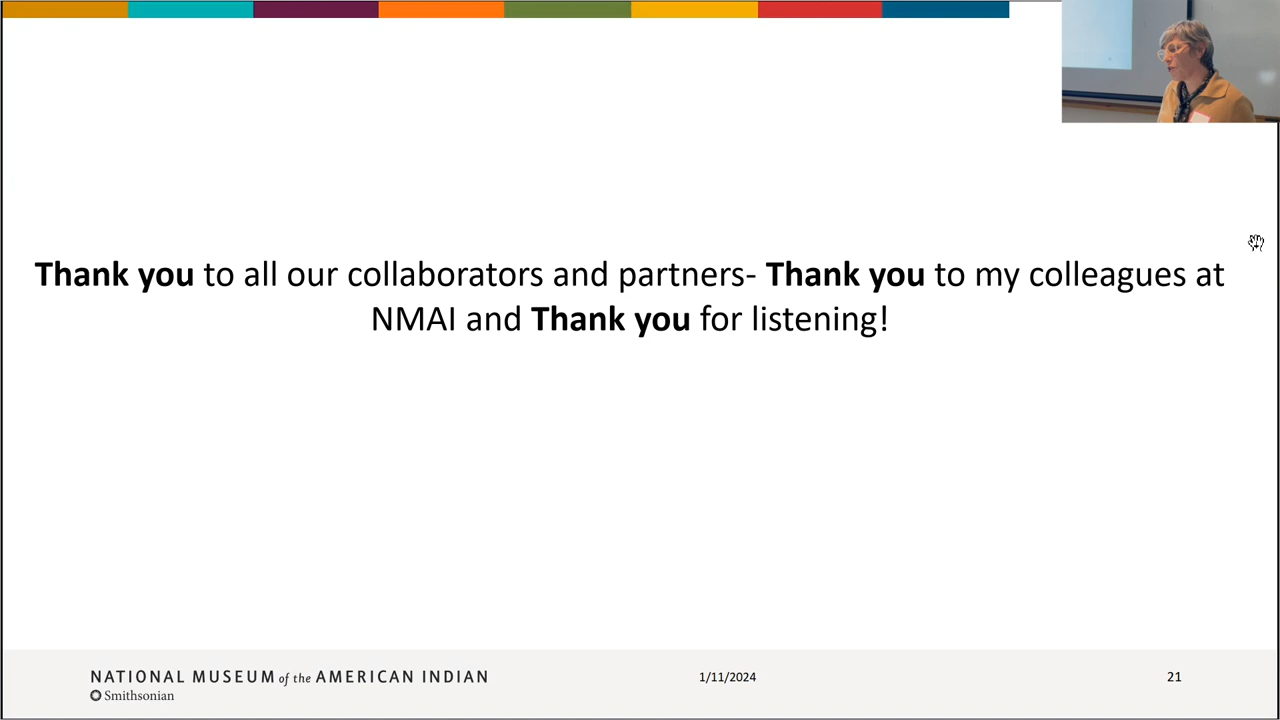 Thank you to all our collaborators and partners- Thank you to my colleagues at
NMAI and Thank you for listening!
NATIONAL MUSEUM of the AMERICAN INDIAN
Smithsonian
1/11/2024
21